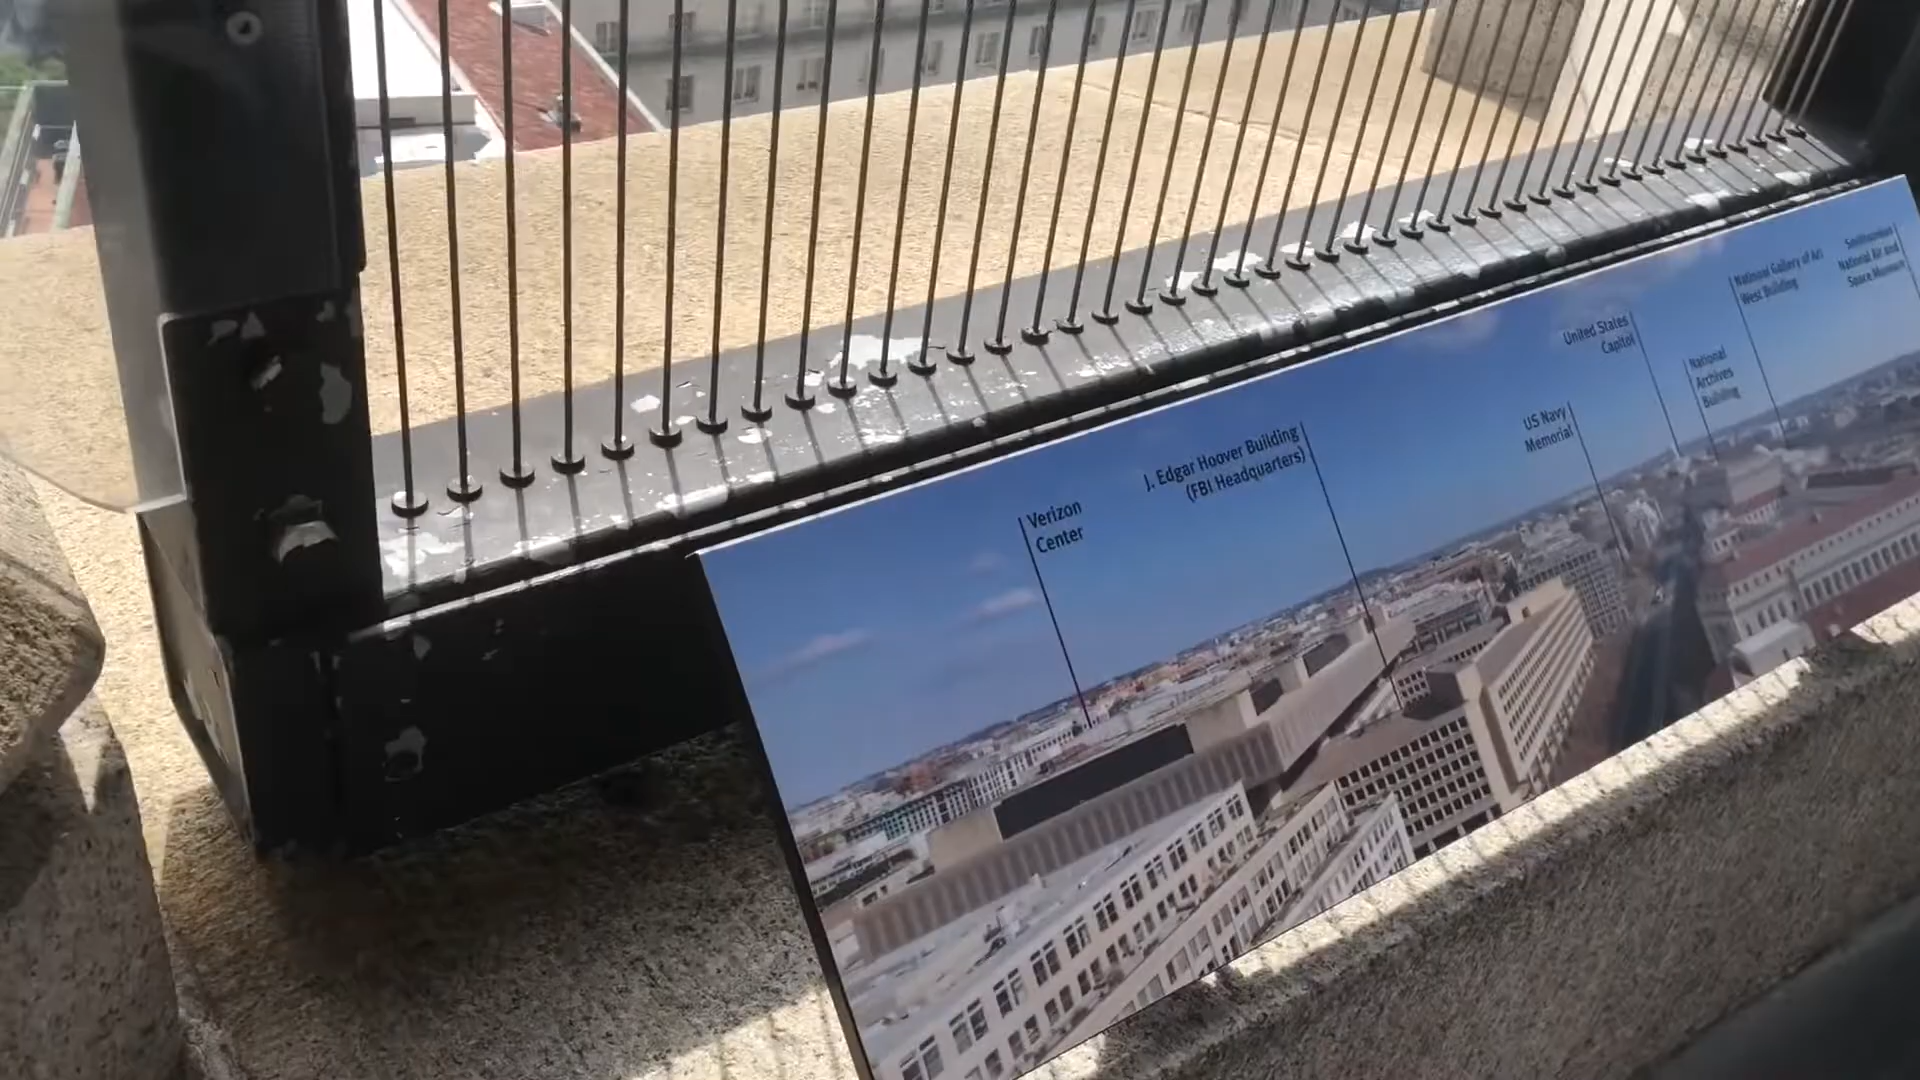 Verizon
Center
J. Edgar Hoover Building
(FBI Headquarters)
US Navy
Memorial
United States
Capitol
National
Archives
Building
National Gallery of Art
West Building
Smithsonian
National Air and
Space Museum